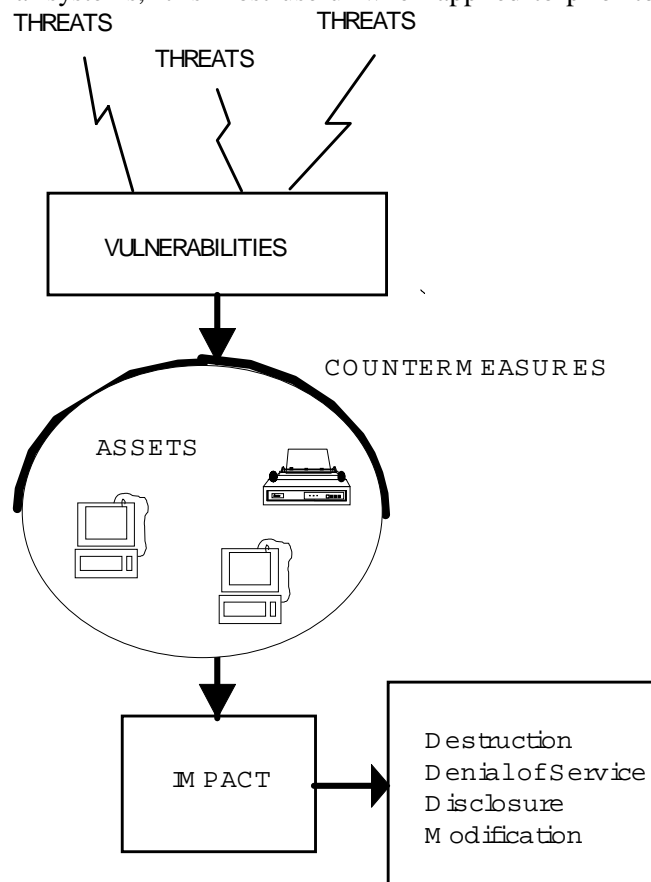 THREATS
THREATS
THREATS
VULNERABILITIES
COUNTERMEASURES
ASSETS
IMPACT
Destruction
Denial of Service
Disclosure
Modification